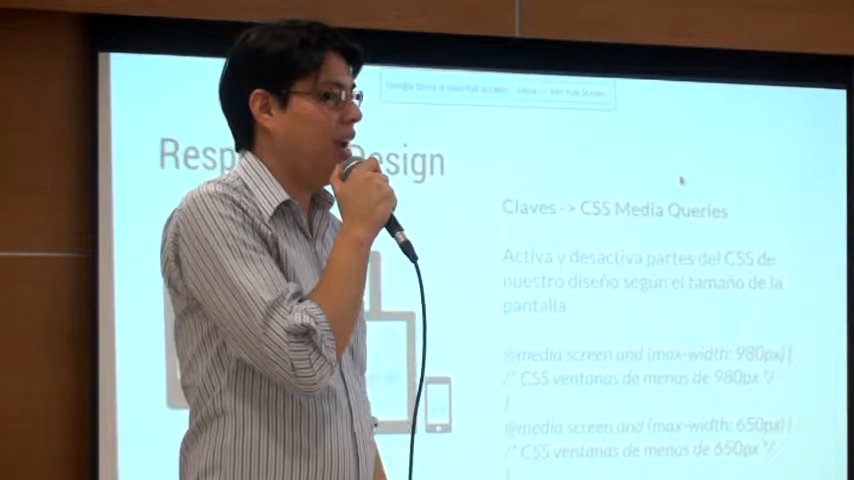 Resp Design
Claves -> CSS Media Queries
Activa y desactiva partes del CSS de
nuestro diseño según el tamaño de la
pantalla
@media screen and (max-width: 980px){
/* CSS ventanas de menos de 980px */
}
@media screen and (max-width: 650px){
/* CSS ventanas de menos de 650px */
}